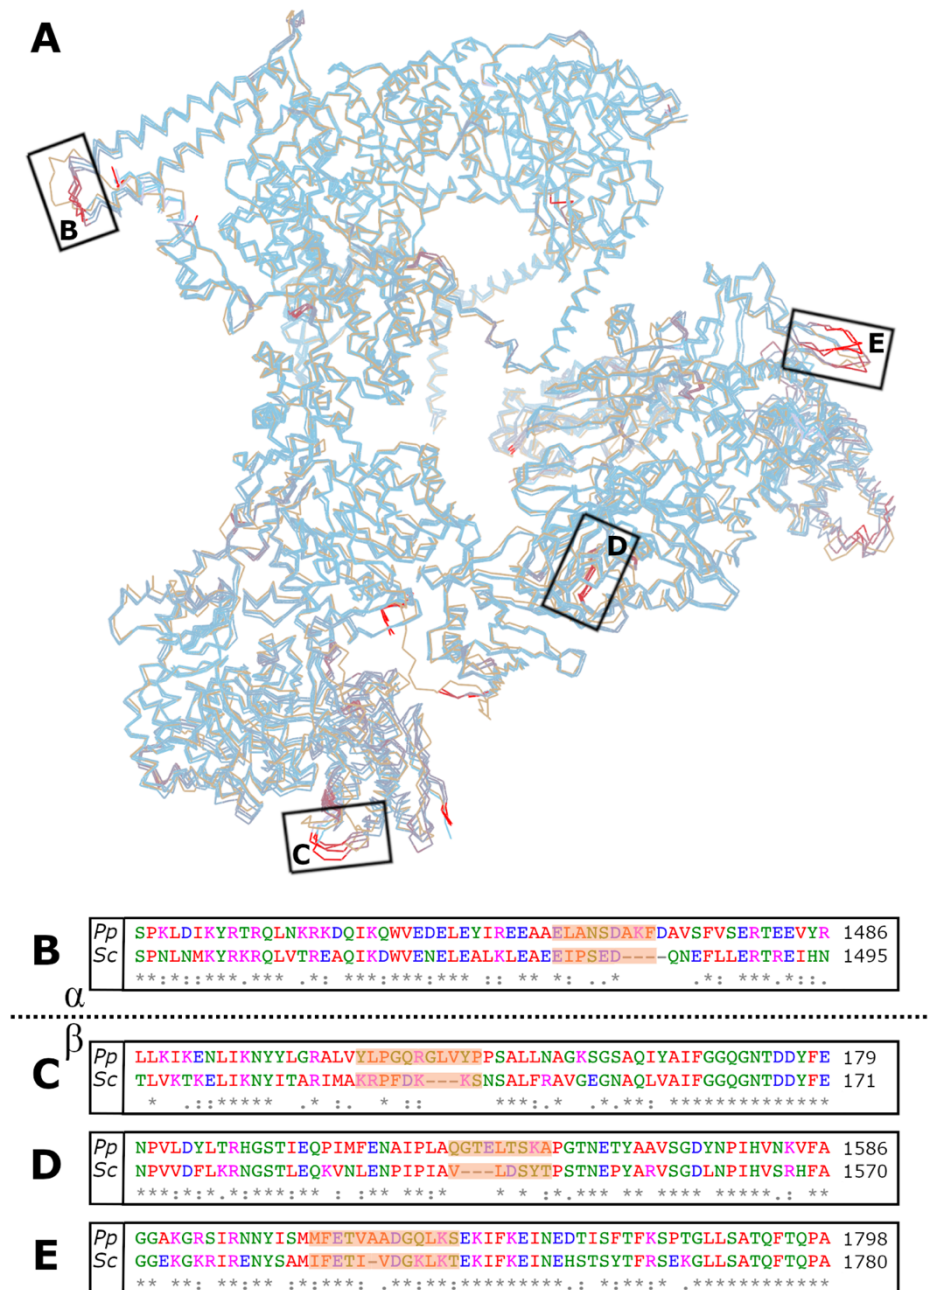 A
B
E
D
C
B
Pp SPKLDIKYRTRQLNKRKDQIKQWVEDELEYIREEAAELANSDAKFDAVSFVSERTEEVYR 1486
Sc SPNLNMKYRKRQLVTREAQIKDWVENELEALKLEAEEIPSED----QNEFLLERTREIHN 1495
**:*::***.*** .*: ***:***:*** :: ** *: .. * .*: ***.*::.
α
β
C
Pp LLKIKENLIKNYYLGRALVYLPGQRGLVYPPSALLNAGKSGSAQIYAIFGGQGNTDDYFE 179
Sc TLVKTKELIKNYITARIMAKRPFDK---KSNSALFRAVGEGNAQLVAIFGGQGNTDDYFE 171
* .::***** .* :. * :: ***:.* .*.**: **************
D
Pp NPVLDYLTRHGSTIEQPIMFENAIPLAQGTELTSKAPGTNETYAAVSGDYNPIHVNKVFA 1586
Sc NPVVDFLKRNGSTLEQKVNLENPIPIAV---LDSYTPSTNEPYARVSGDLNPIHVSRHFA 1570
***:*:*.*:***:** : :** **:* * * :*.***.** **** *****.: **
E
Pp GGAKGRSIRNNYISMMFETVAADGQLKSEKIFKEINEDTISFTFKSPTGLLSATQFTQPA 1798
Sc GGEKGKRIRENYSAMIFETI-VDGKLKTEKIFKEINEHSTSYTFRSEKGLLSATQFTQPA 1780
** **: **:** :*:***: .**:**:*********.: *:**:* .************